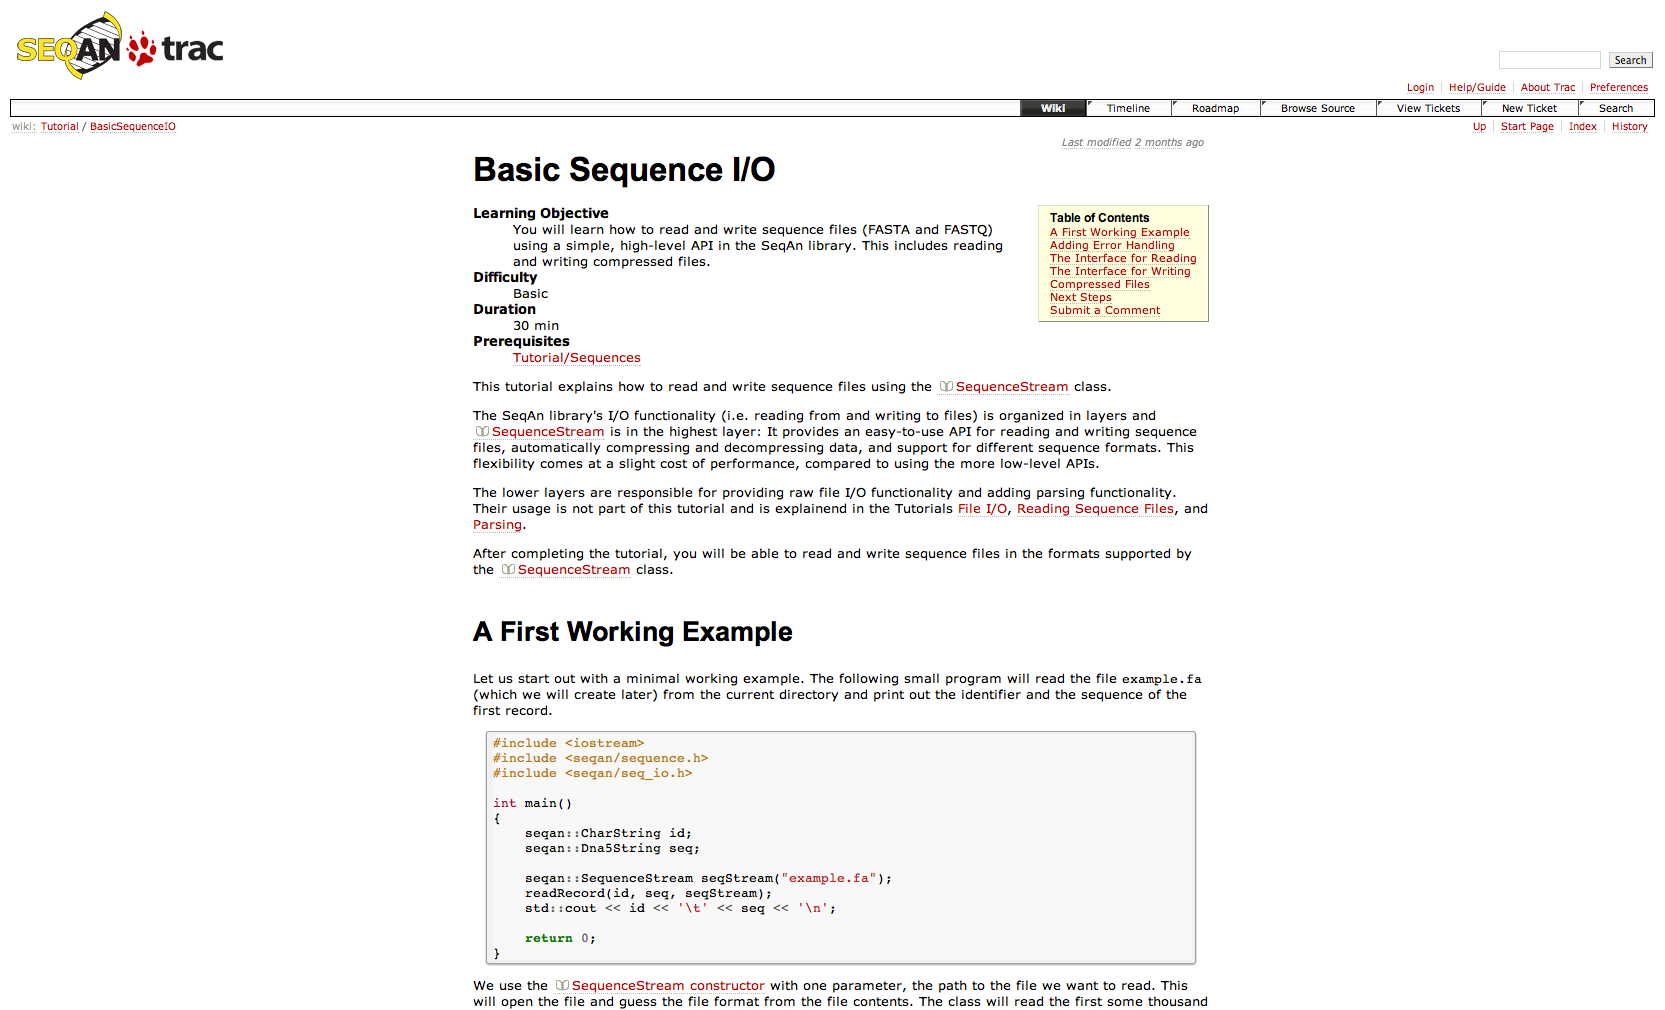 SEQAN trac
Search
Login Help/Guide About Trac Preferences
Wiki Timeline Roadmap Browse Source View Tickets New Ticket Search
wiki: Tutorial / BasicSequenceIO
Up Start Page Index History
Last modified 2 months ago
Basic Sequence I/O
Learning Objective
You will learn how to read and write sequence files (FASTA and FASTQ)
using a simple, high-level API in the SeqAn library. This includes reading
and writing compressed files.
Difficulty
Basic
Duration
30 min
Prerequisites
Tutorial/Sequences
Table of Contents
A First Working Example
Adding Error Handling
The Interface for Reading
The Interface for Writing
Compressed Files
Next Steps
Submit a Comment
This tutorial explains how to read and write sequence files using the SequenceStream class.
The SeqAn library's I/O functionality (i.e. reading from and writing to files) is organized in layers and
SequenceStream is in the highest layer: It provides an easy-to-use API for reading and writing sequence
files, automatically compressing and decompressing data, and support for different sequence formats. This
flexibility comes at a slight cost of performance, compared to using the more low-level APIs.
The lower layers are responsible for providing raw file I/O functionality and adding parsing functionality.
Their usage is not part of this tutorial and is explainend in the Tutorials File I/O, Reading Sequence Files, and
Parsing.
After completing the tutorial, you will be able to read and write sequence files in the formats supported by
the SequenceStream class.
A First Working Example
Let us start out with a minimal working example. The following small program will read the file example.fa
(which we will create later) from the current directory and print out the identifier and the sequence of the
first record.
#include <iostream>
#include <seqan/sequence.h>
#include <seqan/seq_io.h>
int main()
{
    seqan::CharString id;
    seqan::Dna5String seq;
    seqan::SequenceStream seqStream("example.fa");
    readRecord(id, seq, seqStream);
    std::cout << id << '\t' << seq << '\n';
    return 0;
}
We use the SequenceStream constructor with one parameter, the path to the file we want to read. This
will open the file and guess the file format from the file contents. The class will read the first some thousand